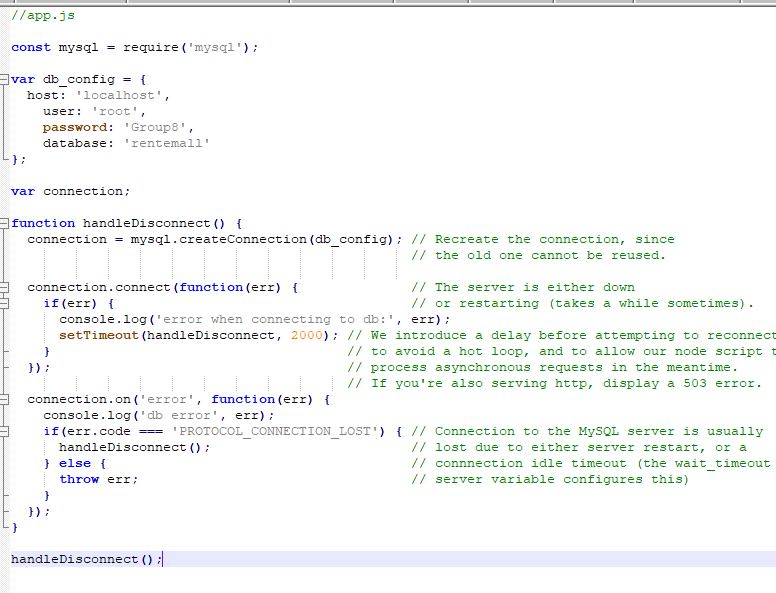 //app.js
const mysql = require('mysql');
var db_config = {
host: 'localhost',
user: 'root',
password: 'Group8',
database: 'rentemall'
};
var connection;
function handleDisconnect() {
connection = mysql.createConnection(db_config); // Recreate the connection, since
// the old one cannot be reused.
connection.connect(function(err) { // The server is either down
if(err) { // or restarting (takes a while sometimes).
console.log('error when connecting to db:', err);
setTimeout(handleDisconnect, 2000); // We introduce a delay before attempting to reconnect
} // to avoid a hot loop, and to allow our node script t
}); // process asynchronous requests in the meantime.
// If you're also serving http, display a 503 error.
connection.on('error', function(err) {
console.log('db error', err);
if(err.code === 'PROTOCOL_CONNECTION_LOST') { // Connection to the MySQL server is usually
handleDisconnect(); // lost due to either server restart, or a
} else { // connnection idle timeout (the wait_timeout
throw err; // server variable configures this)
}
});
}
handleDisconnect();